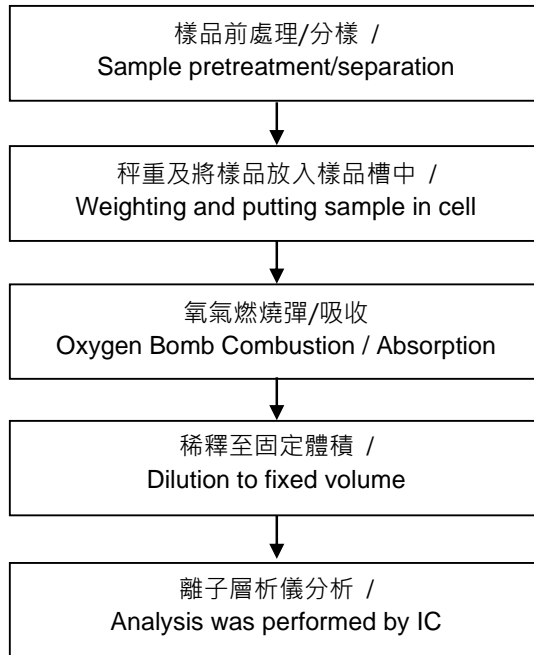 樣品前處理/分樣 /
Sample pretreatment/separation
秤重及將樣品放入樣品槽中 /
Weighting and putting sample in cell
氧氣燃燒彈/吸收
Oxygen Bomb Combustion / Absorption
稀釋至固定體積 /
Dilution to fixed volume
離子層析儀分析 /
Analysis was performed by IC